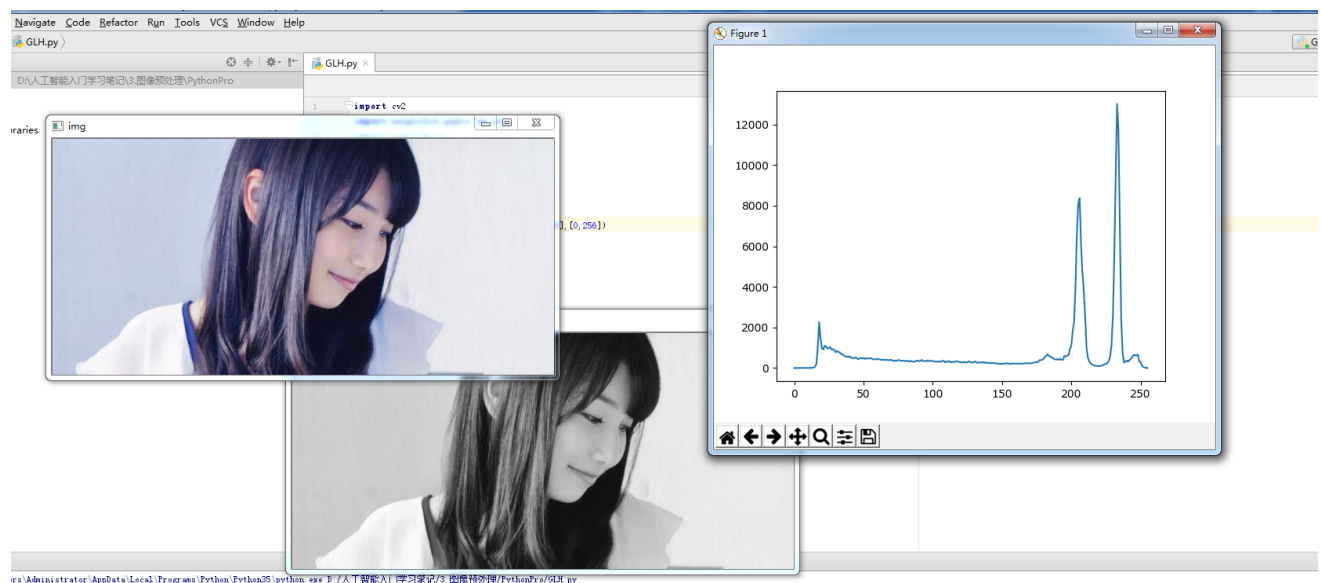 Navigate Code Refactor Run Tools VCS Window Help
GLH.py
GLH.py
D:\人工智能入门学习笔记\3.图像预处理\PythonPro
1 import cv2
raries
img
],[0,256])
Figure 1
12000
10000
8000
6000
4000
2000
0
0 50 100 150 200 250
G
ers\Administrator\AppData\Local\Programs\Python\Python35\python.exe D:/人工智能入门学习笔记/3.图像预处理/PythonPro/GLH.py